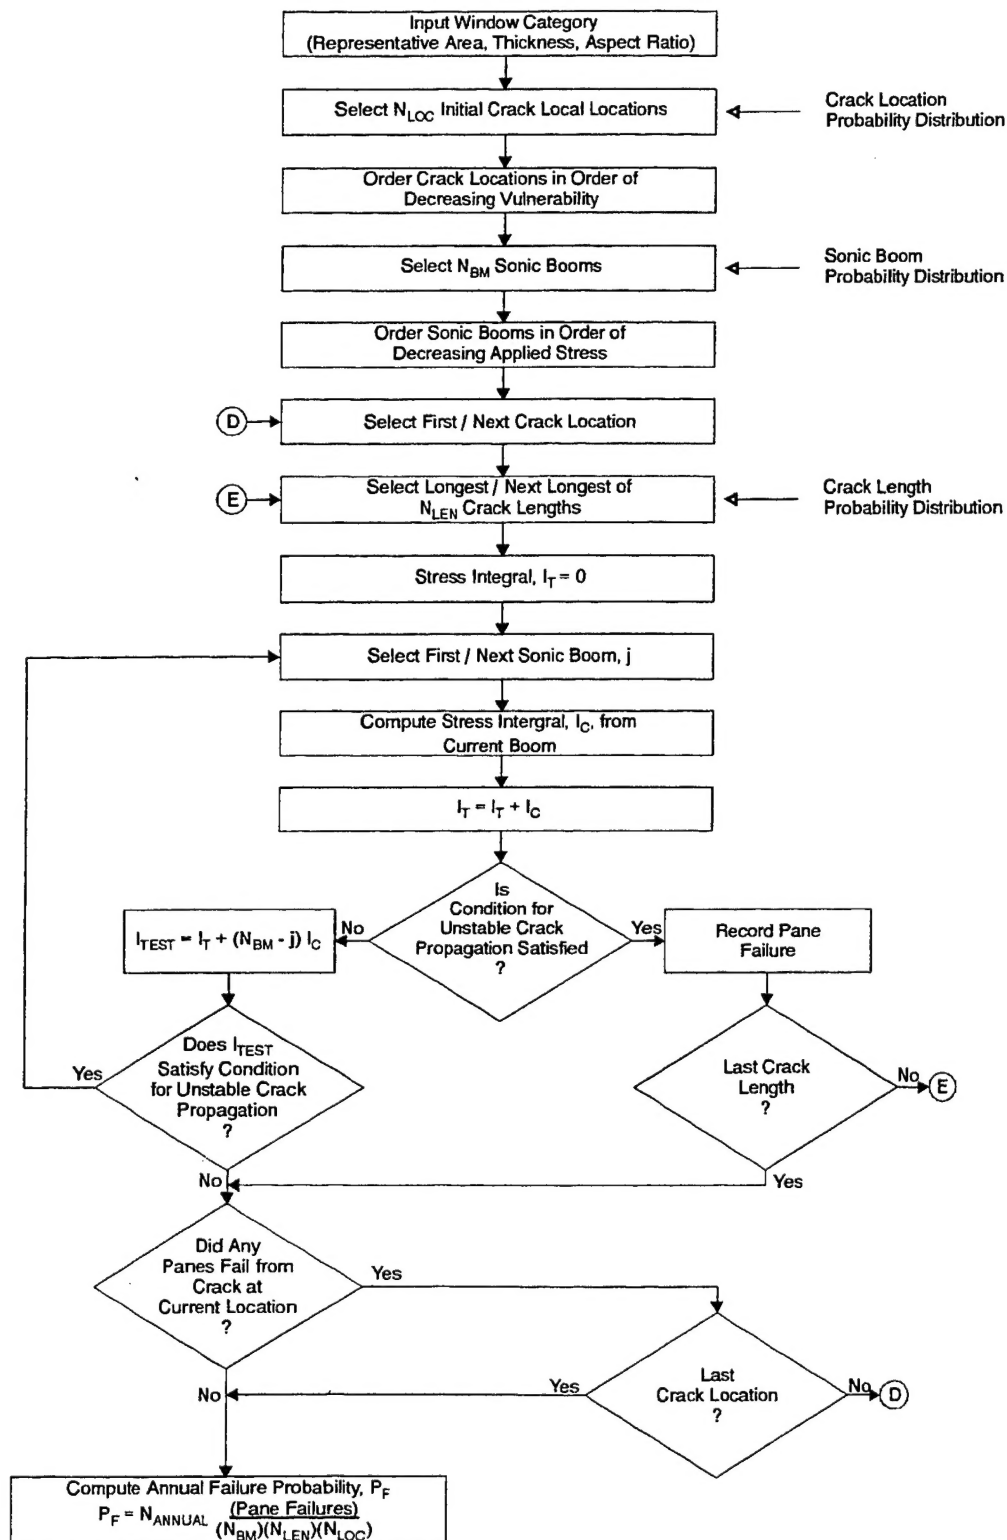 Input Window Category
(Representative Area, Thickness, Aspect Ratio)
Select N_LOC Initial Crack Local Locations
Crack Location
Probability Distribution
Order Crack Locations in Order of
Decreasing Vulnerability
Select N_BM Sonic Booms
Sonic Boom
Probability Distribution
Order Sonic Booms in Order of
Decreasing Applied Stress
D
Select First / Next Crack Location
E
Select Longest / Next Longest of
N_LEN Crack Lengths
Crack Length
Probability Distribution
Stress Integral, I_T = 0
Select First / Next Sonic Boom, j
Compute Stress Intergral, I_C, from
Current Boom
I_T = I_T + I_C
Is
Condition for
Unstable Crack
Propagation Satisfied
?
No
Yes
I_TEST = I_T + (N_BM - j) I_C
Record Pane
Failure
Does I_TEST
Satisfy Condition
for Unstable Crack
Propagation
?
Yes
No
Last Crack
Length
?
No
E
Yes
Did Any
Panes Fail from
Crack at
Current Location
?
Yes
No
Last
Crack Location
?
Yes
No
D
Compute Annual Failure Probability, P_F
P_F = N_ANNUAL (Pane Failures)
(N_BM)(N_LEN)(N_LOC)